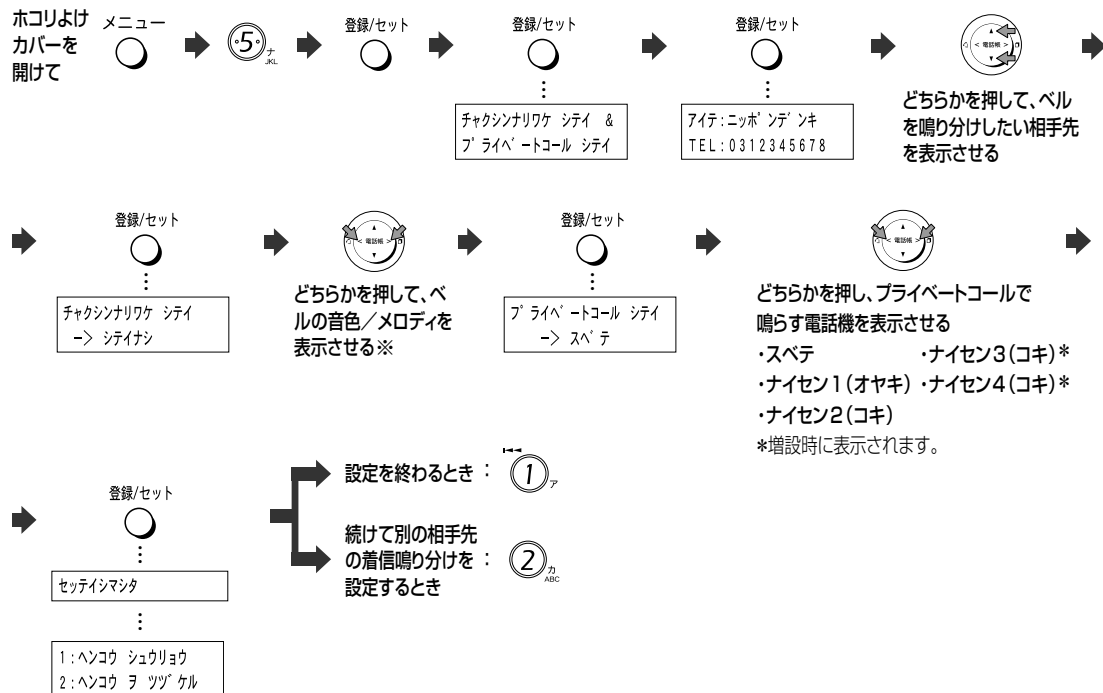 ホコリよけ
カバーを
開けて
メニュー
5 ナ JKL
登録/セット
登録/セット
チャクシンナリワケ シテイ &
プライベートコール シテイ
登録/セット
アイテ:ニッポンデンキ
TEL:0312345678
< 電話帳 >
どちらかを押して、ベル
を鳴り分けしたい相手先
を表示させる
登録/セット
チャクシンナリワケ シテイ
−> シテイナシ
< 電話帳 >
どちらかを押して、ベ
ルの音色／メロディを
表示させる※
登録/セット
プライベートコール シテイ
−> スベテ
< 電話帳 >
どちらかを押し、プライベートコールで
鳴らす電話機を表示させる
・スベテ ・ナイセン3(コキ)*
・ナイセン1(オヤキ) ・ナイセン4(コキ)*
・ナイセン2(コキ)
*増設時に表示されます。
登録/セット
セッテイシマシタ
1:ヘンコウ シュウリョウ
2:ヘンコウ ヲ ツヅケル
設定を終わるとき : 1 ア
続けて別の相手先
の着信鳴り分けを : 2 カ ABC
設定するとき